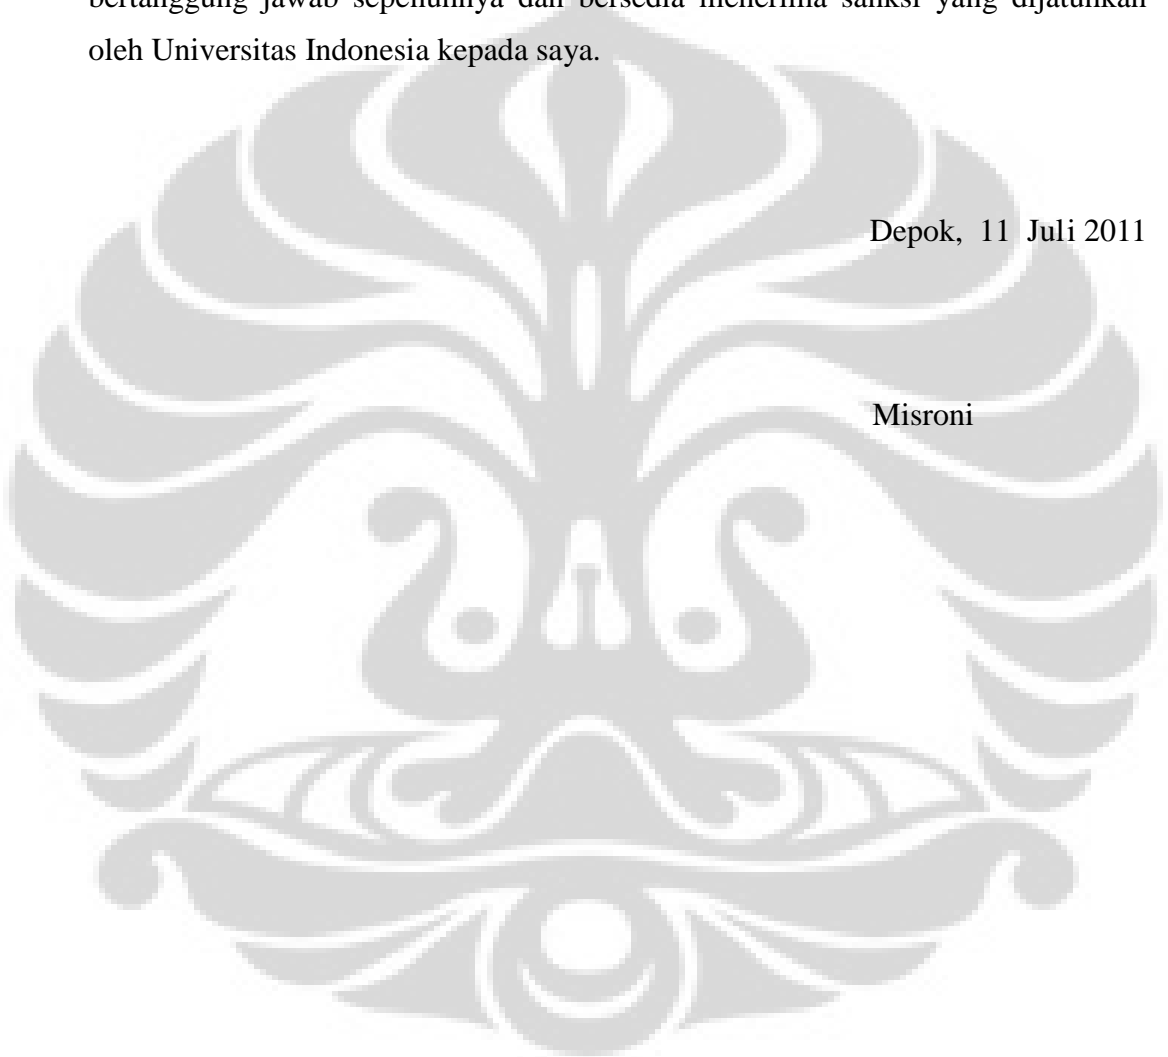 bertanggung jawab sepenuhnya dan bersedia menerima sanksi yang dijatuhkan
oleh Universitas Indonesia kepada saya.
Depok, 11 Juli 2011
Misroni